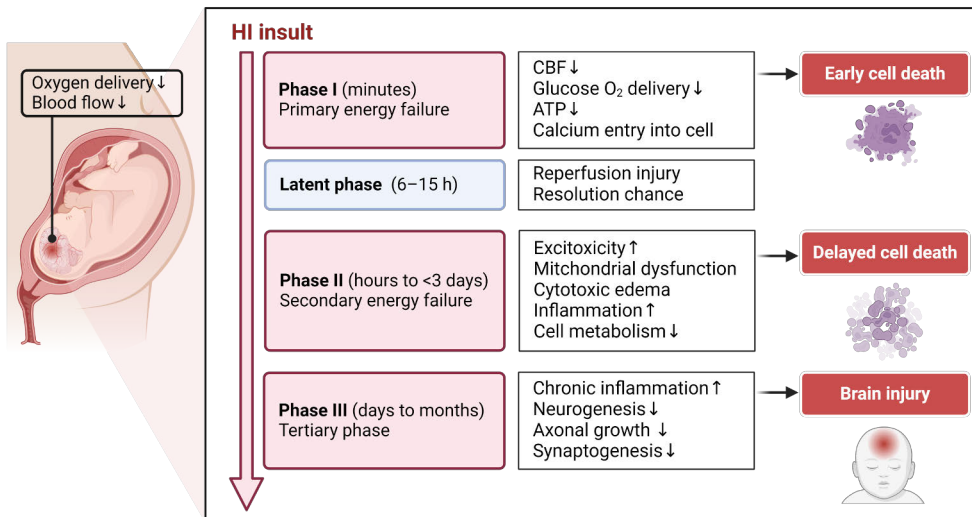 Oxygen delivery↓
Blood flow↓
HI insult
Phase I (minutes)
Primary energy failure
CBF↓
Glucose O₂ delivery↓
ATP↓
Calcium entry into cell
Early cell death
Latent phase (6–15 h)
Reperfusion injury
Resolution chance
Phase II (hours to <3 days)
Secondary energy failure
Excitoxicity↑
Mitchondrial dysfunction
Cytotoxic edema
Inflammation↑
Cell metabolism↓
Delayed cell death
Phase III (days to months)
Tertiary phase
Chronic inflammation↑
Neurogenesis↓
Axonal growth ↓
Synaptogenesis↓
Brain injury